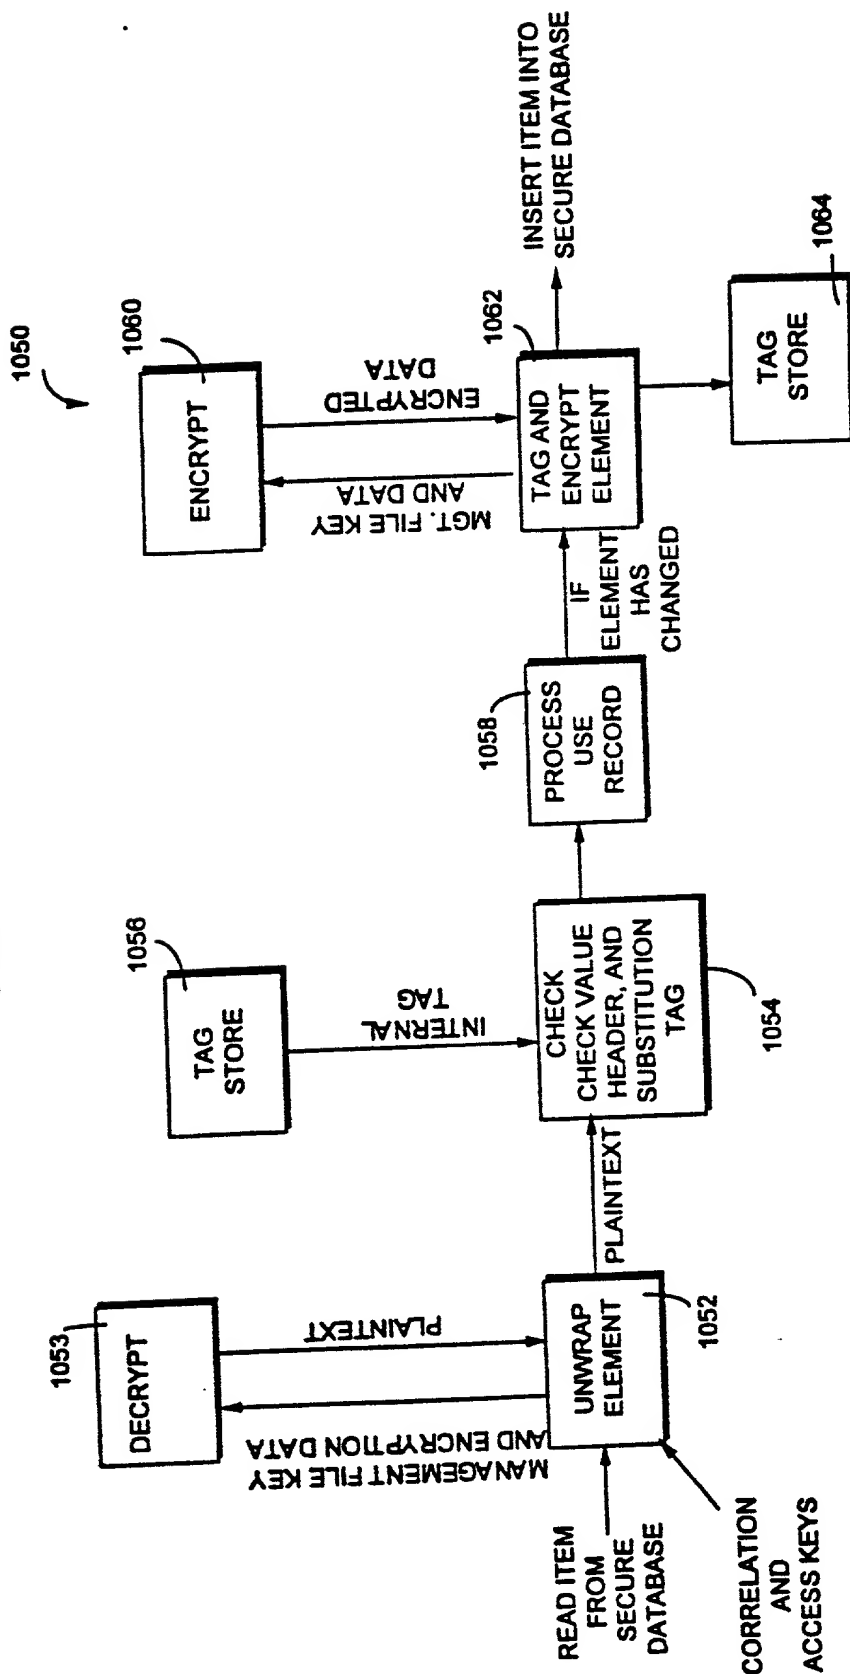 1050
1053
DECRYPT
MANAGEMENT FILE KEY
AND ENCRYPTION DATA
PLAINTEXT
READ ITEM
FROM
SECURE
DATABASE
CORRELATION
AND
ACCESS KEYS
UNWRAP
ELEMENT
1052
PLAINTEXT
1056
TAG
STORE
INTERNAL
TAG
CHECK
CHECK VALUE
HEADER, AND
SUBSTITUTION
TAG
1054
1058
PROCESS
USE
RECORD
IF
ELEMENT
HAS
CHANGED
1060
ENCRYPT
MGT. FILE KEY
AND DATA
ENCRYPTED
DATA
1062
TAG AND
ENCRYPT
ELEMENT
INSERT ITEM INTO
SECURE DATABASE
TAG
STORE
1064